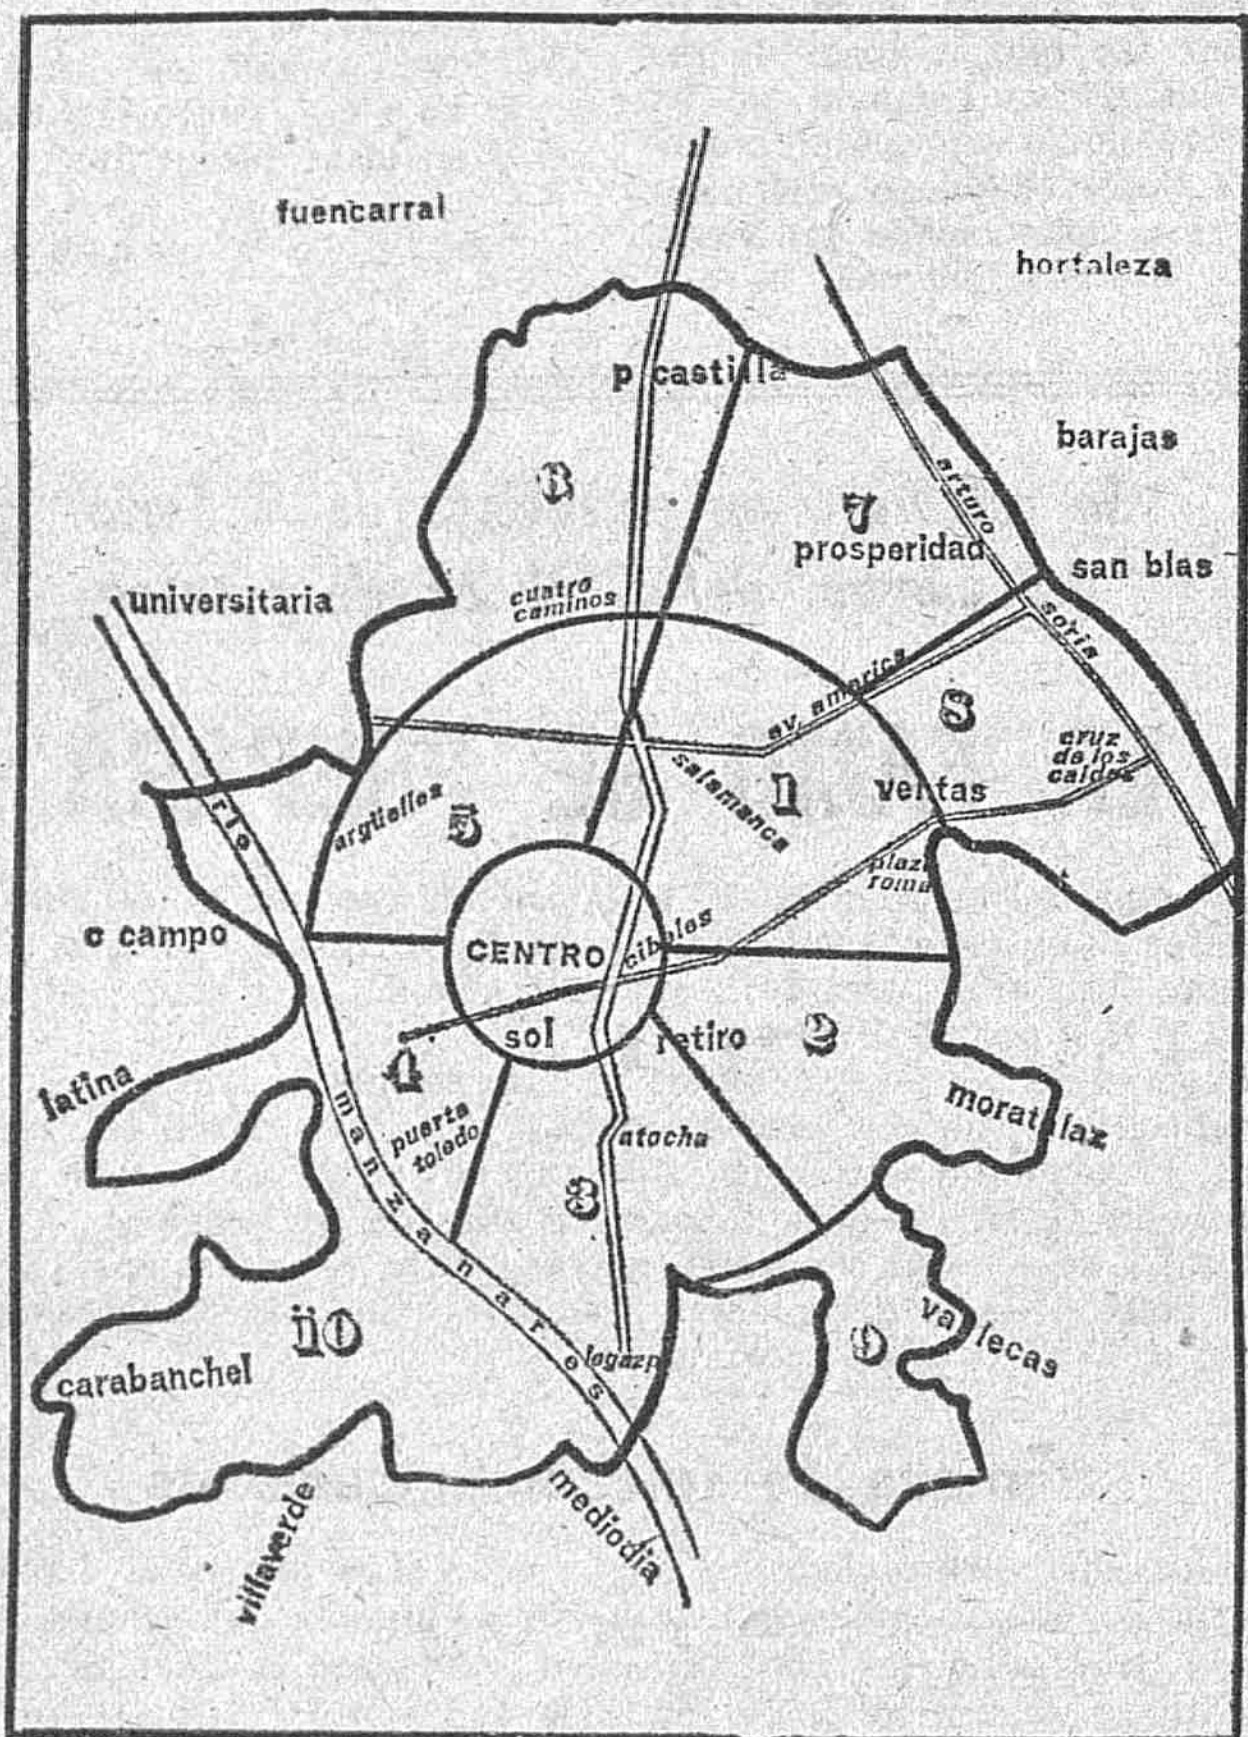 fuencarral
hortaleza
p castilla
barajas
6
7
arturo
prosperidad
san blas
universitaria
cuatro
caminos
soria
av. america
8
cruz
de los
caidos
salamanca
1
ventas
argüelles
5
rio
plaza
roma
c campo
CENTRO
cibeles
sol
retiro
2
4
latina
manzanares
puerta
toledo
atocha
moratalaz
3
10
vallecas
9
legazpi
carabanchel
villaverde
mediodia